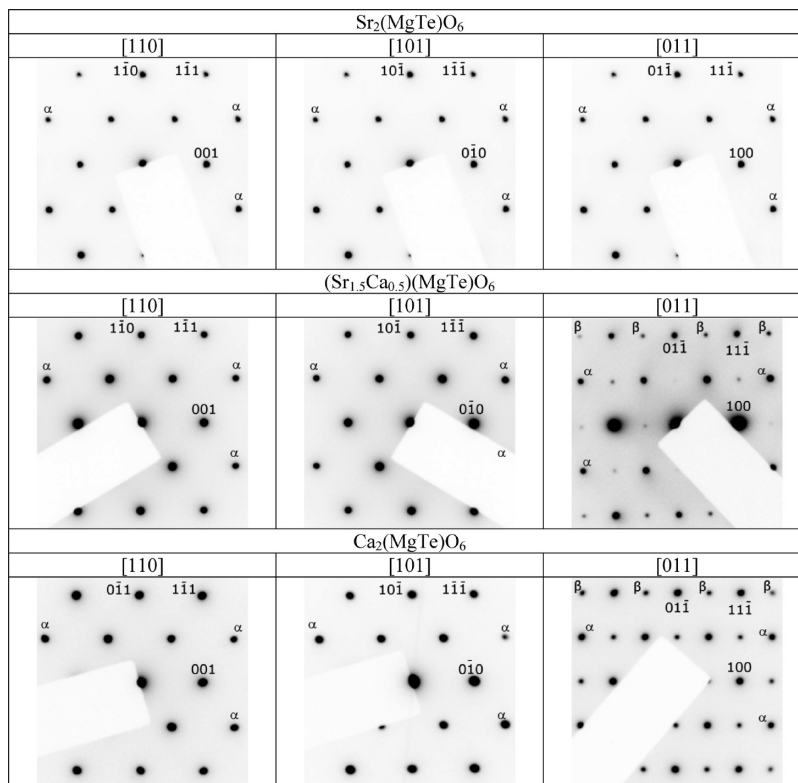 Sr₂(MgTe)O₆
[110] [101] [011]
11̄0 11̄1 101̄ 11̄1̄ 011̄ 111̄
α α α α α α
001 01̄0 100
α α α
(Sr₁.₅Ca₀.₅)(MgTe)O₆
[110] [101] [011]
β β β β
11̄0 11̄1 101̄ 11̄1̄ 011̄ 111̄
α α α α α α
001 01̄0 100
α α α
Ca₂(MgTe)O₆
[110] [101] [011]
β β β β
01̄1 11̄1 101̄ 11̄1̄ 011̄ 111̄
α α α α α α
001 01̄0 100
α α α